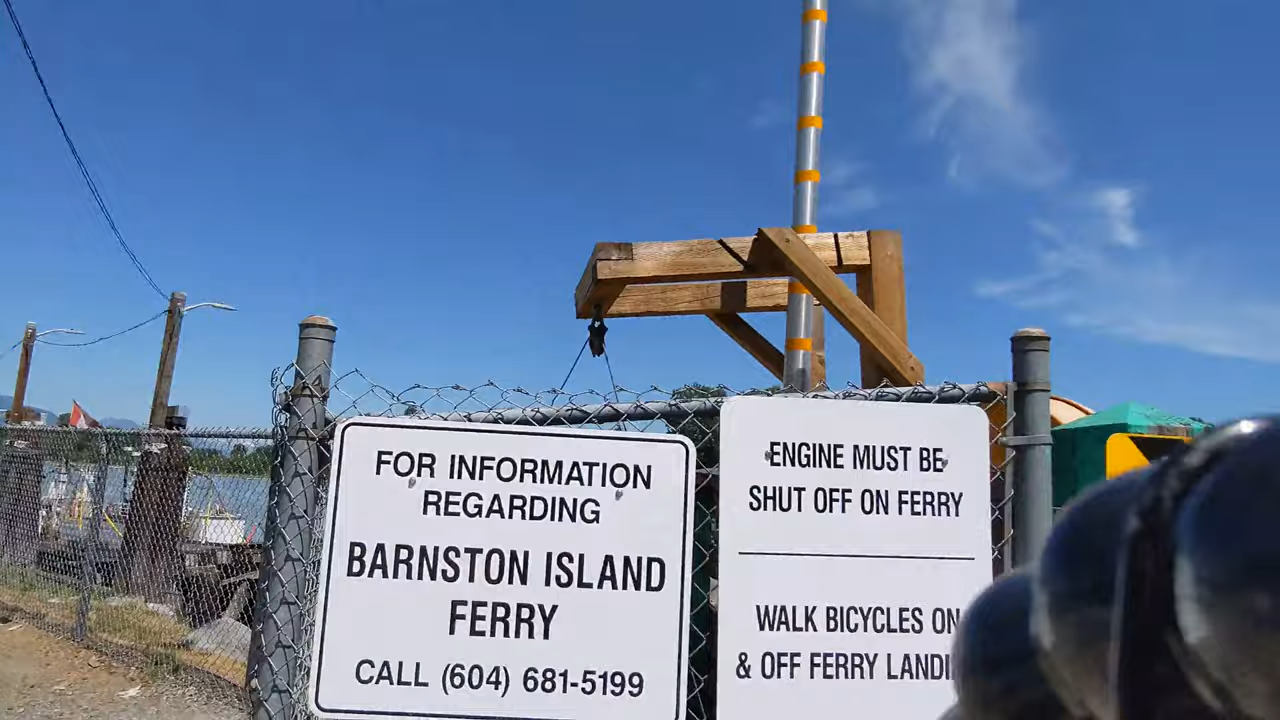 FOR INFORMATION
REGARDING
BARNSTON ISLAND
FERRY
CALL (604) 681-5199
ENGINE MUST BE
SHUT OFF ON FERRY
WALK BICYCLES ON
& OFF FERRY